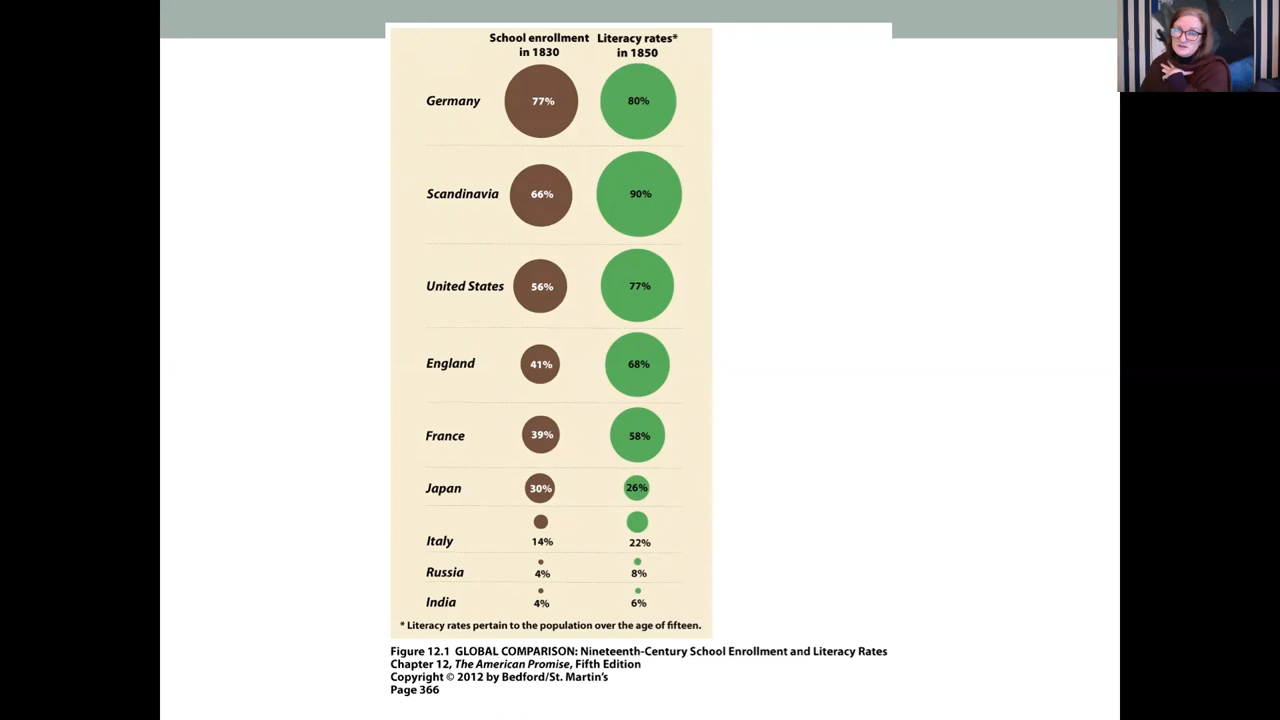 School enrollment Literacy rates*
in 1830 in 1850
Germany 77% 80%
Scandinavia 66% 90%
United States 56% 77%
England 41% 68%
France 39% 58%
Japan 30% 26%
Italy 14% 22%
Russia 4% 8%
India 4% 6%
* Literacy rates pertain to the population over the age of fifteen.
Figure 12.1 GLOBAL COMPARISON: Nineteenth-Century School Enrollment and Literacy Rates
Chapter 12, The American Promise, Fifth Edition
Copyright © 2012 by Bedford/St. Martin's
Page 366